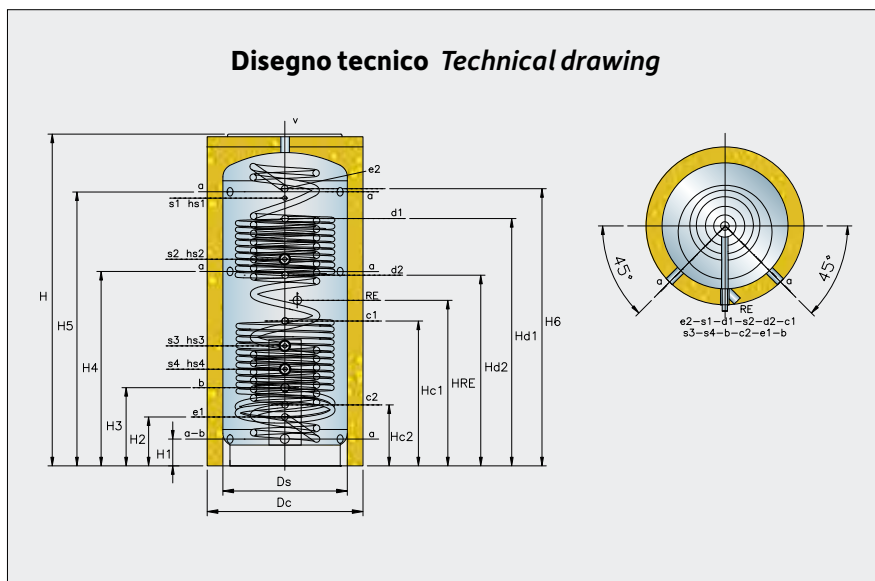 Disegno tecnico Technical drawing
v
e2
a
a
s1 hs1
d1
s2 hs2
a
a
d2
RE
c1
s3 hs3
s4 hs4
b
c2
e1
a-b
a
H
H5
H4
H3
H2
H1
Hc2
Hc1
HRE
Hd2
Hd1
H6
Ds
Dc
45°
45°
a
a
RE
e2-s1-d1-s2-d2-c1
s3-s4-b-c2-e1-b